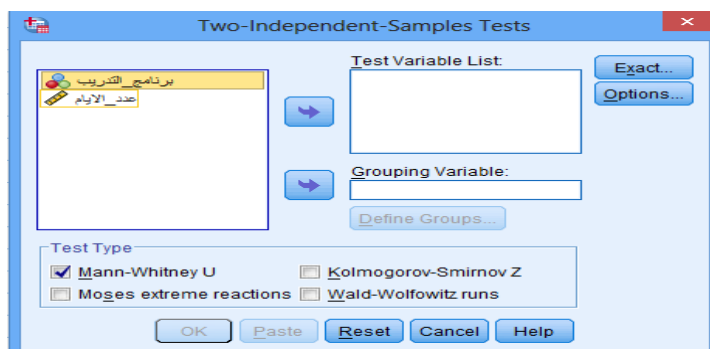 Two-Independent-Samples Tests
برنامج_التدريب
عدد_الايام
Test Variable List:
Exact...
Options...
Grouping Variable:
Define Groups...
Test Type
Mann-Whitney U
Kolmogorov-Smirnov Z
Moses extreme reactions
Wald-Wolfowitz runs
OK
Paste
Reset
Cancel
Help